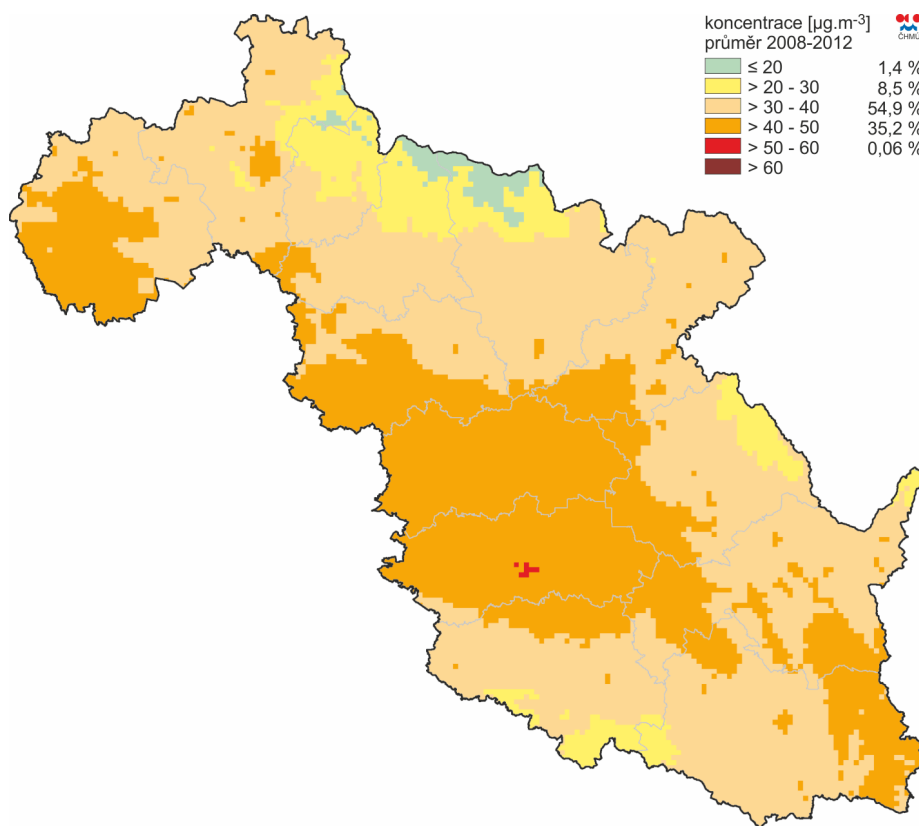 koncentrace [µg.m-3]
ČHMÚ
průměr 2008-2012
≤ 20 1,4 %
> 20 - 30 8,5 %
> 30 - 40 54,9 %
> 40 - 50 35,2 %
> 50 - 60 0,06 %
> 60